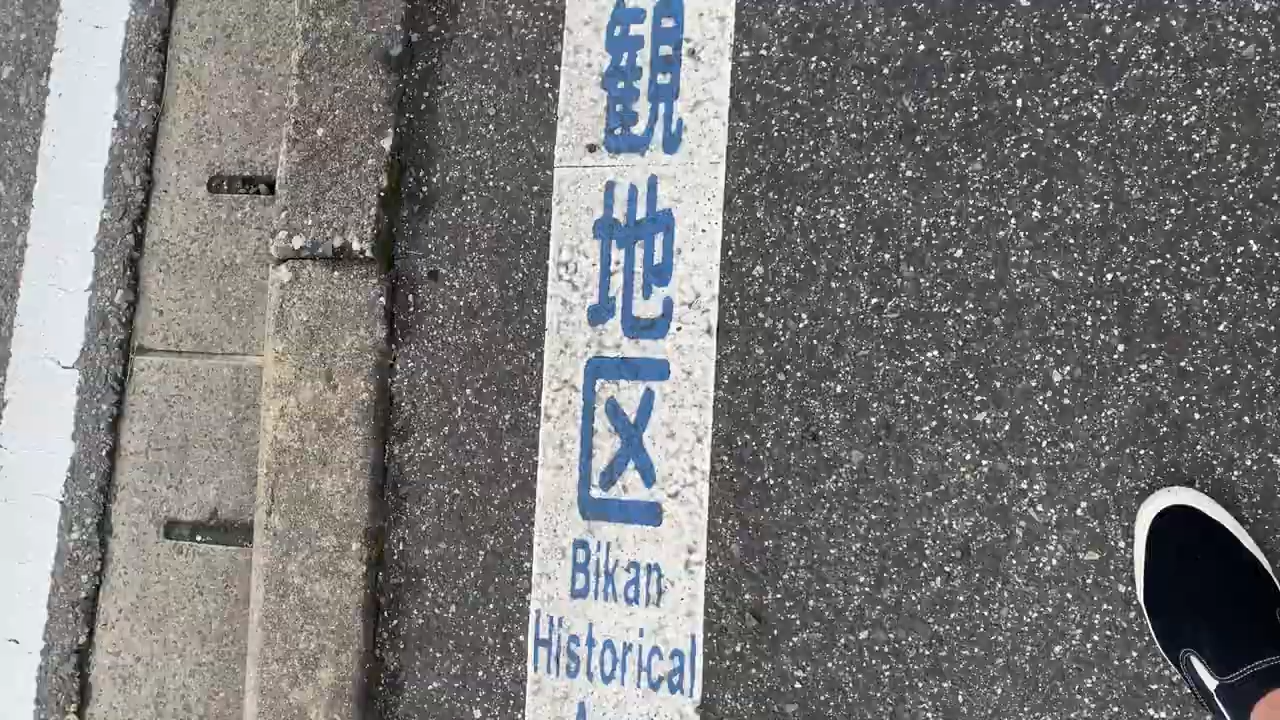 観地区
Bikan
Historical